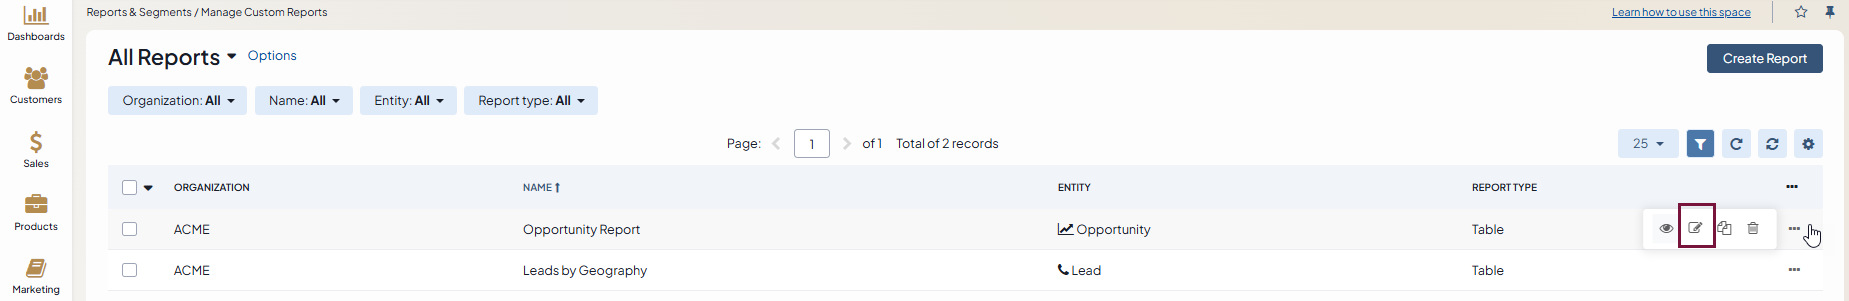 Dashboards
Customers
Sales
Products
Marketing
Reports & Segments / Manage Custom Reports
Learn how to use this space
All Reports Options
Create Report
Organization: All Name: All Entity: All Report type: All
Page: 1 of 1 Total of 2 records
25
ORGANIZATION NAME ENTITY REPORT TYPE
ACME Opportunity Report Opportunity Table
ACME Leads by Geography Lead Table